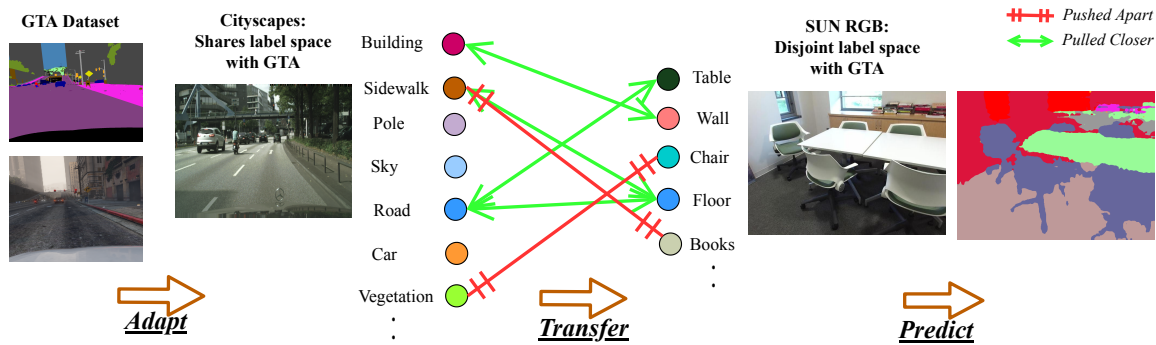 GTA Dataset
Cityscapes:
Shares label space
with GTA
Building
Sidewalk
Pole
Sky
Road
Car
Vegetation
Table
Wall
Chair
Floor
Books
SUN RGB:
Disjoint label space
with GTA
Pushed Apart
Pulled Closer
Adapt
Transfer
Predict